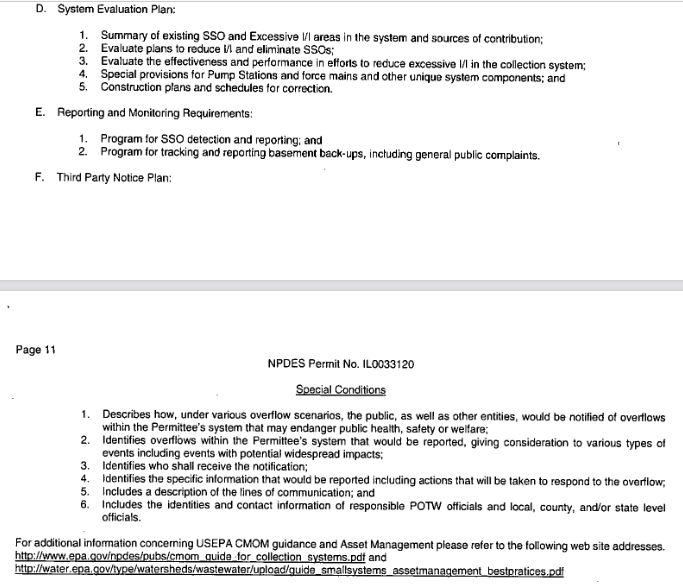 D. System Evaluation Plan:
1. Summary of existing SSO and Excessive I/I areas in the system and sources of contribution;
2. Evaluate plans to reduce I/I and eliminate SSOs;
3. Evaluate the effectiveness and performance in efforts to reduce excessive I/I in the collection system;
4. Special provisions for Pump Stations and force mains and other unique system components; and
5. Construction plans and schedules for correction.
E. Reporting and Monitoring Requirements:
1. Program for SSO detection and reporting; and
2. Program for tracking and reporting basement back-ups, including general public complaints.
F. Third Party Notice Plan:
Page 11
NPDES Permit No. IL0033120
Special Conditions
1. Describes how, under various overflow scenarios, the public, as well as other entities, would be notified of overflows
within the Permittee's system that may endanger public health, safety or welfare;
2. Identifies overflows within the Permittee's system that would be reported, giving consideration to various types of
events including events with potential widespread impacts;
3. Identifies who shall receive the notification;
4. Identifies the specific information that would be reported including actions that will be taken to respond to the overflow;
5. Includes a description of the lines of communication; and
6. Includes the identities and contact information of responsible POTW officials and local, county, and/or state level
officials.
For additional information concerning USEPA CMOM guidance and Asset Management please refer to the following web site addresses.
http://www.epa.gov/npdes/pubs/cmom_guide_for_collection_systems.pdf and
http://water.epa.gov/type/watersheds/wastewater/upload/guide_smallsystems_assetmanagement_bestpratices.pdf